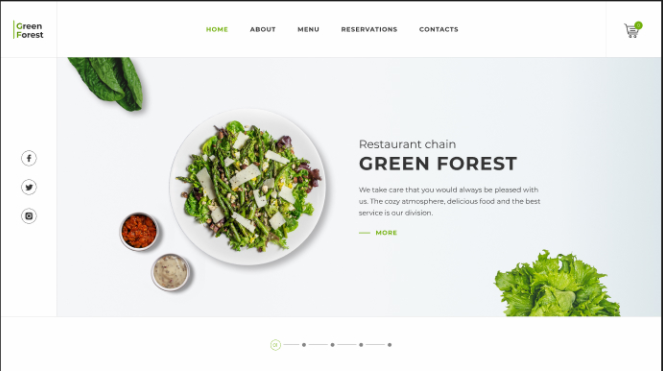 Green
Forest
HOME ABOUT MENU RESERVATIONS CONTACTS
Restaurant chain
GREEN FOREST
We take care that you would always be pleased with
us. The cozy atmosphere, delicious food and the best
service is our division.
MORE